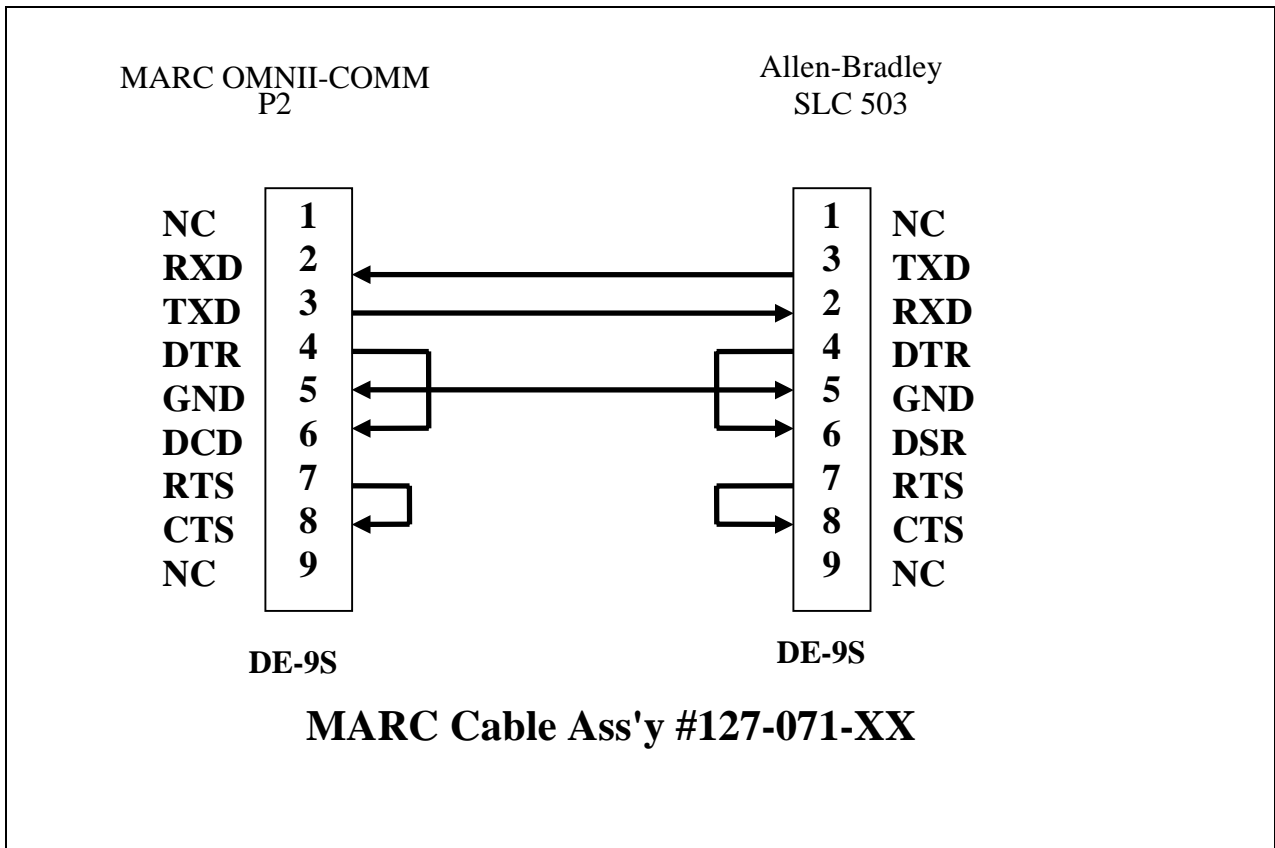 MARC OMNII-COMM
P2
Allen-Bradley
SLC 503
NC 1 1 NC
RXD 2 3 TXD
TXD 3 2 RXD
DTR 4 4 DTR
GND 5 5 GND
DCD 6 6 DSR
RTS 7 7 RTS
CTS 8 8 CTS
NC 9 9 NC
DE-9S DE-9S
MARC Cable Ass'y #127-071-XX